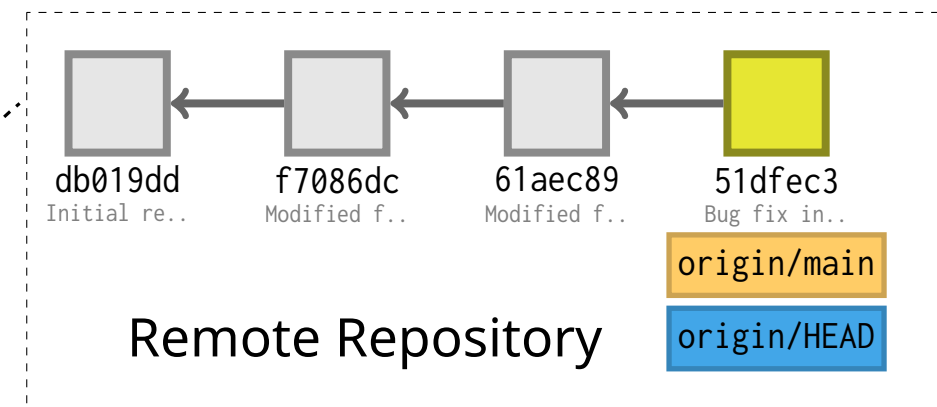 db019dd f7086dc 61aec89 51dfec3
Initial re.. Modified f.. Modified f.. Bug fix in..
origin/main
Remote Repository
origin/HEAD